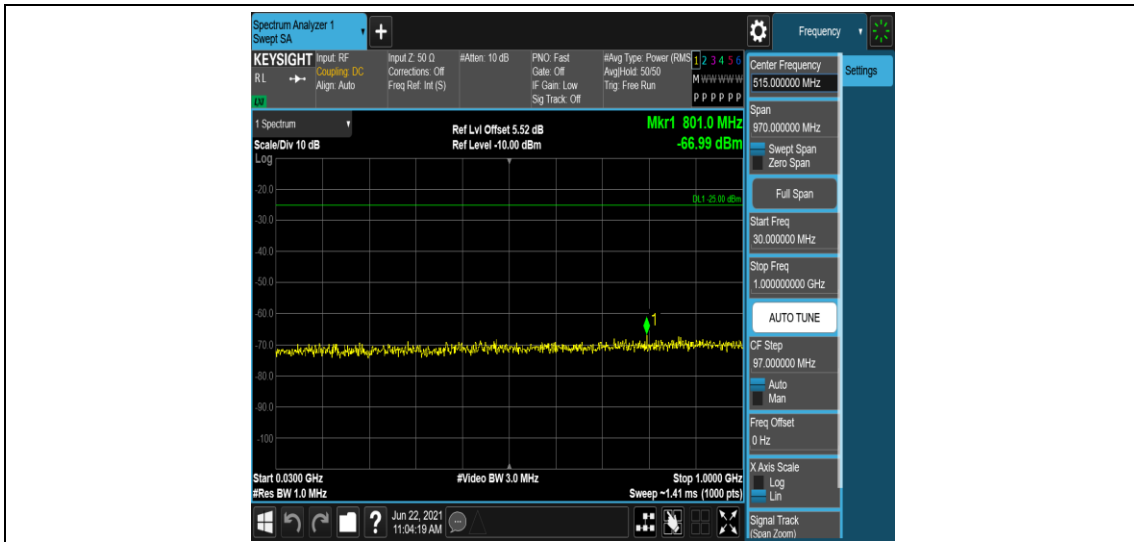 Spectrum Analyzer 1
Swept SA
+
Frequency
KEYSIGHT
RL
Input: RF
Coupling: DC
Align: Auto
Input Z: 50 Ω
Corrections: Off
Freq Ref: Int (S)
#Atten: 10 dB
PNO: Fast
Gate: Off
IF Gain: Low
Sig Track: Off
#Avg Type: Power (RMS
Avg|Hold: 50/50
Trig: Free Run
1 2 3 4 5 6
M W W W W W
P P P P P P
1 Spectrum
Scale/Div 10 dB
Log
Ref Lvl Offset 5.52 dB
Ref Level -10.00 dBm
Mkr1 801.0 MHz
-66.99 dBm
DL1 -25.00 dBm
-20.0
-30.0
-40.0
-50.0
-60.0
-70.0
-80.0
-90.0
-100
1
Start 0.0300 GHz
#Res BW 1.0 MHz
#Video BW 3.0 MHz
Stop 1.0000 GHz
Sweep ~1.41 ms (1000 pts)
?
Jun 22, 2021
11:04:19 AM
Center Frequency
515.000000 MHz
Settings
Span
970.000000 MHz
Swept Span
Zero Span
Full Span
Start Freq
30.000000 MHz
Stop Freq
1.000000000 GHz
AUTO TUNE
CF Step
97.000000 MHz
Auto
Man
Freq Offset
0 Hz
X Axis Scale
Log
Lin
Signal Track
(Span Zoom)